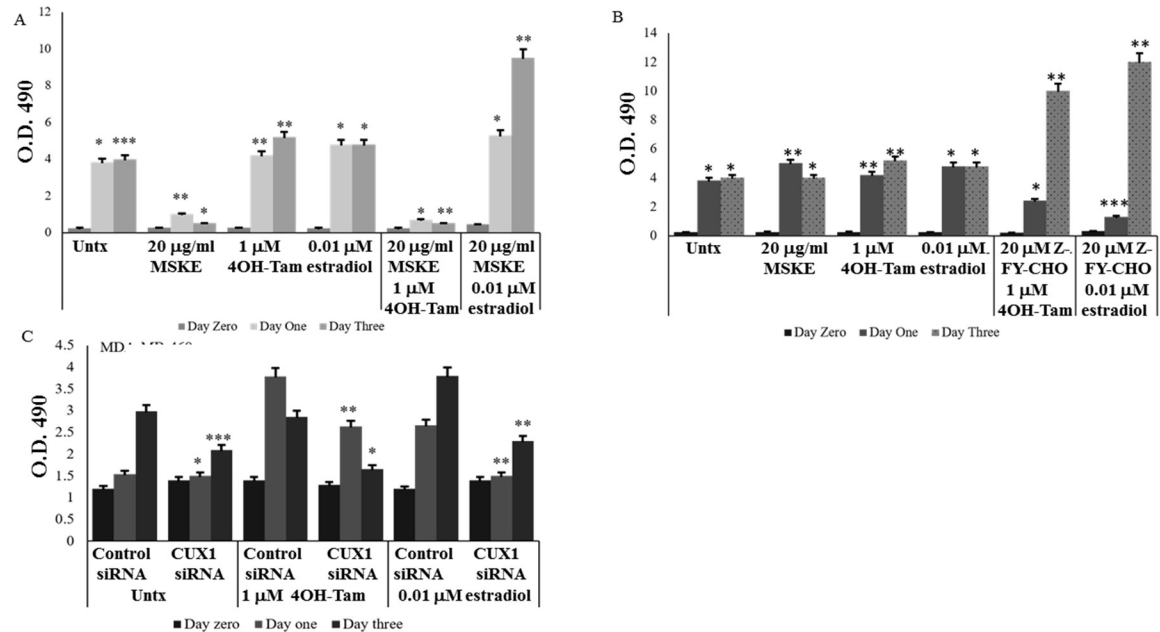 A
12
10
8
6
4
2
0
O.D. 490
* *** ** * ** ** * * * ** * **
Untx 20 µg/ml 1 µM 0.01 µM 20 µg/ml 20 µg/ml
MSKE 4OH-Tam estradiol MSKE MSKE
1 µM 0.01 µM
4OH-Tam estradiol
Day Zero Day One Day Three
B
14
12
10
8
6
4
2
0
O.D. 490
* * ** * ** ** * * * ** *** **
Untx 20 µg/ml 1 µM 0.01 µM 20 µM Z- 20 µM Z-
MSKE 4OH-Tam estradiol FY-CHO FY-CHO
1 µM 0.01 µM
4OH-Tam estradiol
Day Zero Day One Day Three
C
4.5
4
3.5
3
2.5
2
1.5
1
0.5
0
O.D. 490
* *** ** * ** **
Control CUX1 Control CUX1 Control CUX1
siRNA siRNA siRNA siRNA siRNA siRNA
Untx 1 µM 4OH-Tam 0.01 µM estradiol
Day zero Day one Day three